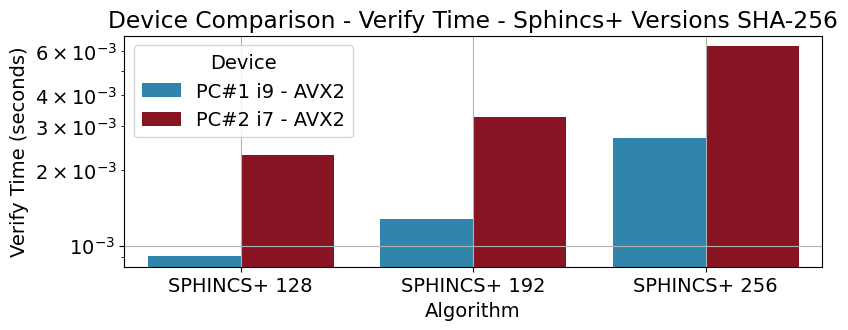 Device Comparison - Verify Time - Sphincs+ Versions SHA-256
Verify Time (seconds)
6 × 10⁻³
4 × 10⁻³
3 × 10⁻³
2 × 10⁻³
10⁻³
Device
PC#1 i9 - AVX2
PC#2 i7 - AVX2
SPHINCS+ 128
SPHINCS+ 192
SPHINCS+ 256
Algorithm